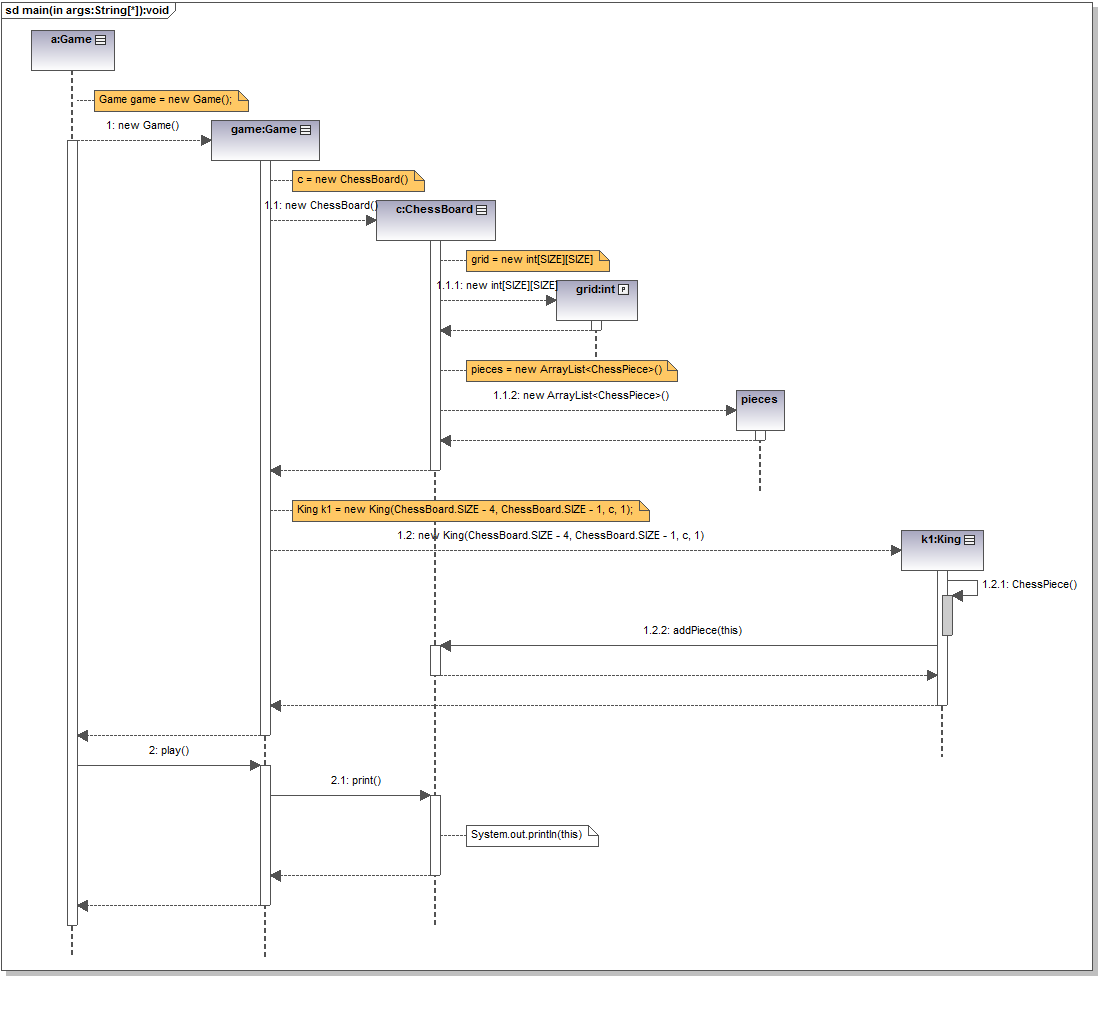 sd main(in args:String[*]):void
a:Game
Game game = new Game();
1: new Game()
game:Game
c = new ChessBoard()
1.1: new ChessBoard()
c:ChessBoard
grid = new int[SIZE][SIZE]
1.1.1: new int[SIZE][SIZE]
grid:int P
pieces = new ArrayList<ChessPiece>()
1.1.2: new ArrayList<ChessPiece>()
pieces
King k1 = new King(ChessBoard.SIZE - 4, ChessBoard.SIZE - 1, c, 1);
1.2: new King(ChessBoard.SIZE - 4, ChessBoard.SIZE - 1, c, 1)
k1:King
1.2.1: ChessPiece()
1.2.2: addPiece(this)
2: play()
2.1: print()
System.out.println(this)